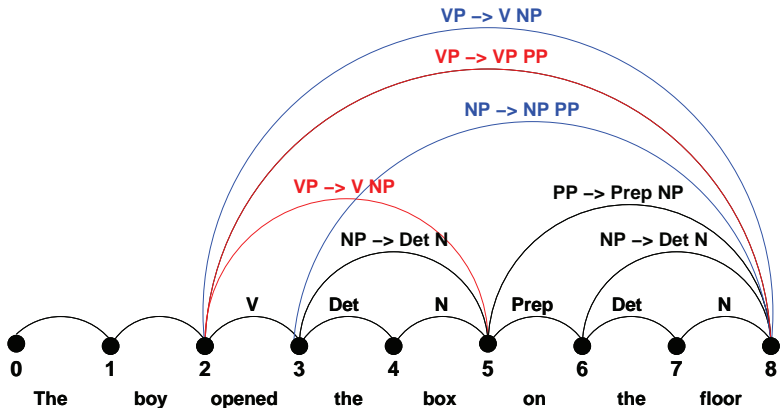 VP –> V NP
VP –> VP PP
NP –> NP PP
VP –> V NP
PP –> Prep NP
NP –> Det N
NP –> Det N
V Det N Prep Det N
0 1 2 3 4 5 6 7 8
The boy opened the box on the floor